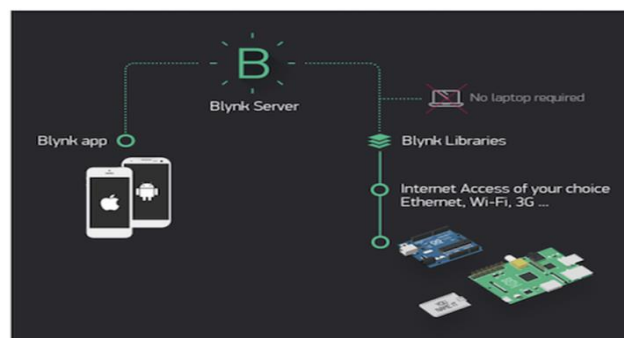 B
Blynk Server
No laptop required
Blynk app
Blynk Libraries
Internet Access of your choice
Ethernet, Wi-Fi, 3G ...